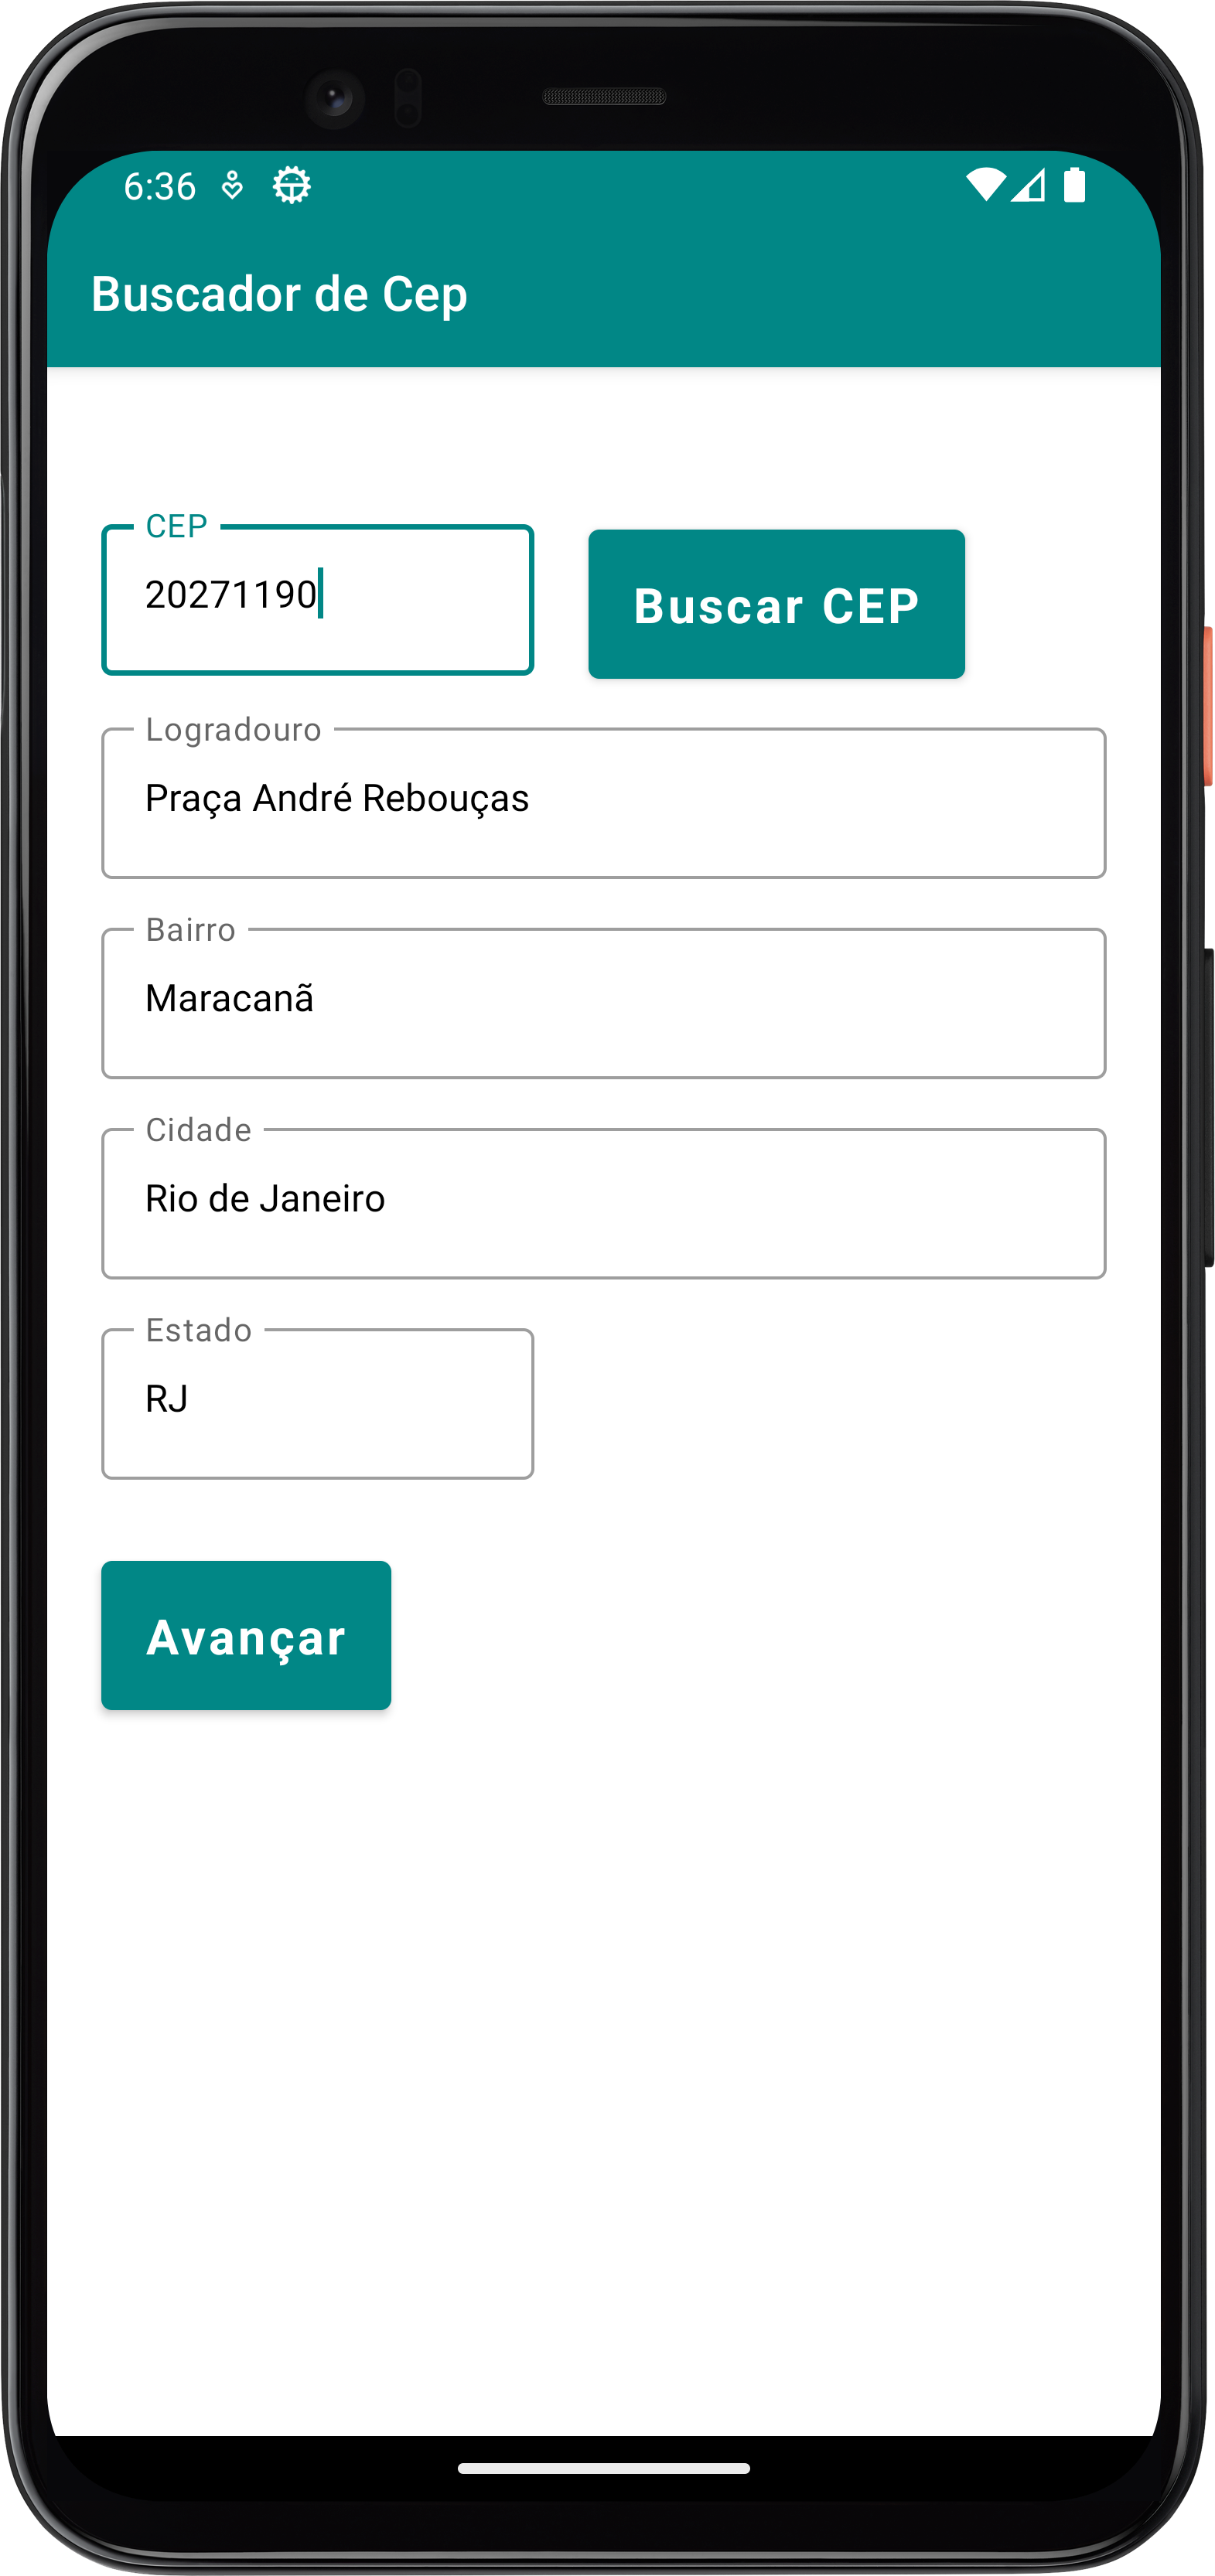 6:36
Buscador de Cep
CEP
20271190
Buscar CEP
Logradouro
Praça André Rebouças
Bairro
Maracanã
Cidade
Rio de Janeiro
Estado
RJ
Avançar